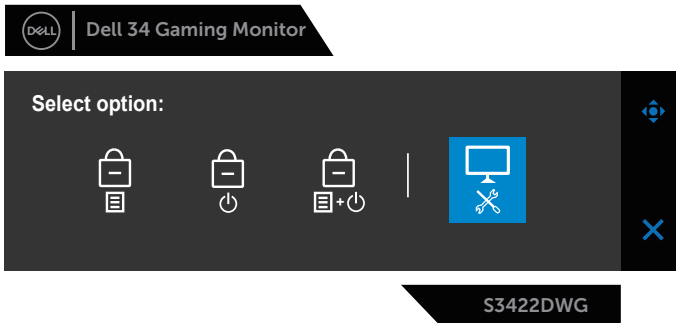 DELL
Dell 34 Gaming Monitor
Select option:
+
S3422DWG